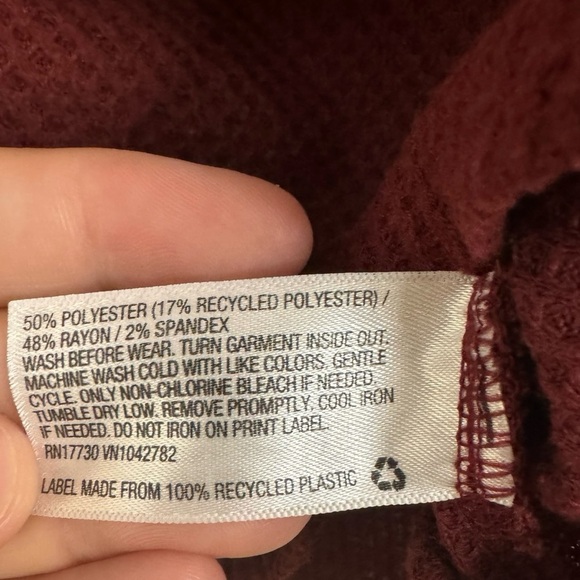 50% POLYESTER (17% RECYCLED POLYESTER) /
48% RAYON / 2% SPANDEX
WASH BEFORE WEAR. TURN GARMENT INSIDE OUT.
MACHINE WASH COLD WITH LIKE COLORS. GENTLE
CYCLE. ONLY NON-CHLORINE BLEACH IF NEEDED.
TUMBLE DRY LOW. REMOVE PROMPTLY. COOL IRON
IF NEEDED. DO NOT IRON ON PRINT LABEL.
RN17730 VN1042782
LABEL MADE FROM 100% RECYCLED PLASTIC